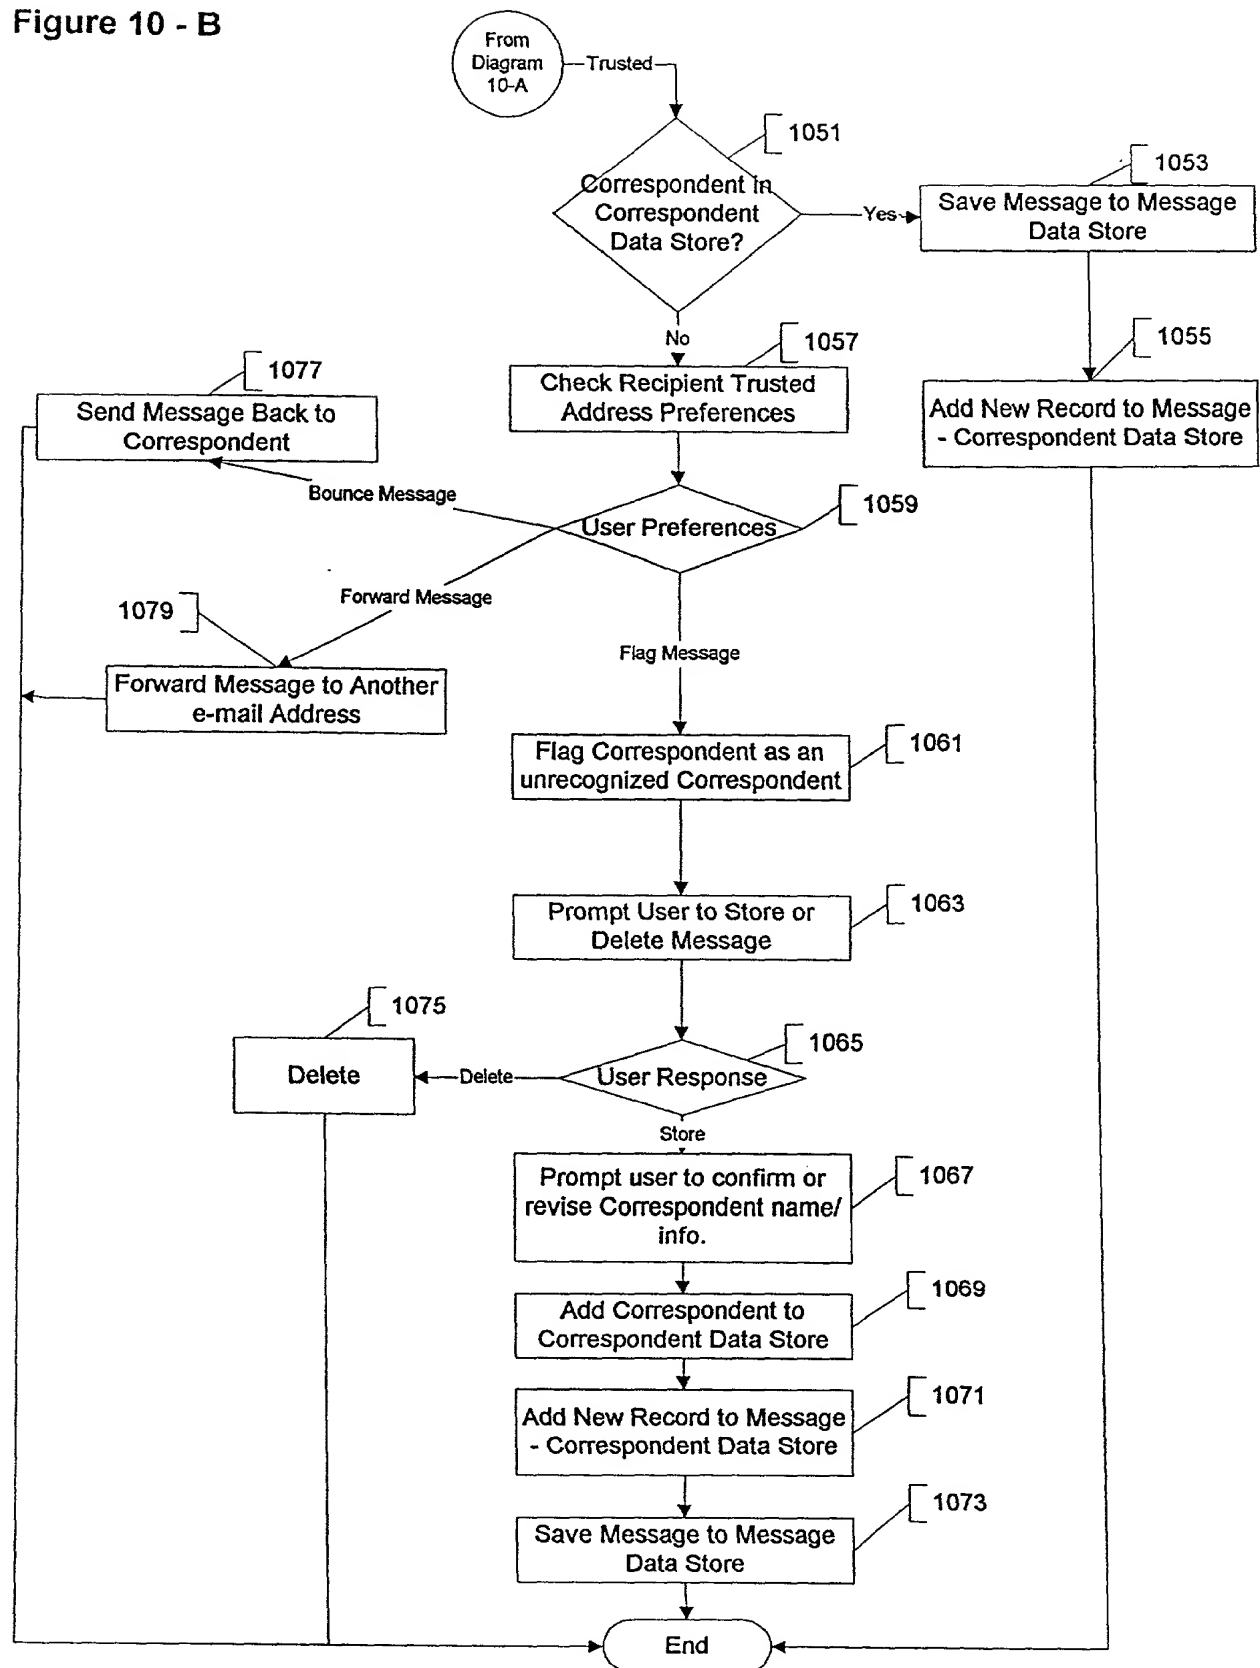 Figure 10 - B
From
Diagram
10-A
Trusted
1051
Correspondent in
Correspondent
Data Store?
Yes
1053
Save Message to Message
Data Store
1055
Add New Record to Message
- Correspondent Data Store
No
1057
Check Recipient Trusted
Address Preferences
1077
Send Message Back to
Correspondent
Bounce Message
1059
User Preferences
Forward Message
1079
Forward Message to Another
e-mail Address
Flag Message
1061
Flag Correspondent as an
unrecognized Correspondent
1063
Prompt User to Store or
Delete Message
1075
Delete
Delete
1065
User Response
Store
1067
Prompt user to confirm or
revise Correspondent name/
info.
1069
Add Correspondent to
Correspondent Data Store
1071
Add New Record to Message
- Correspondent Data Store
1073
Save Message to Message
Data Store
End